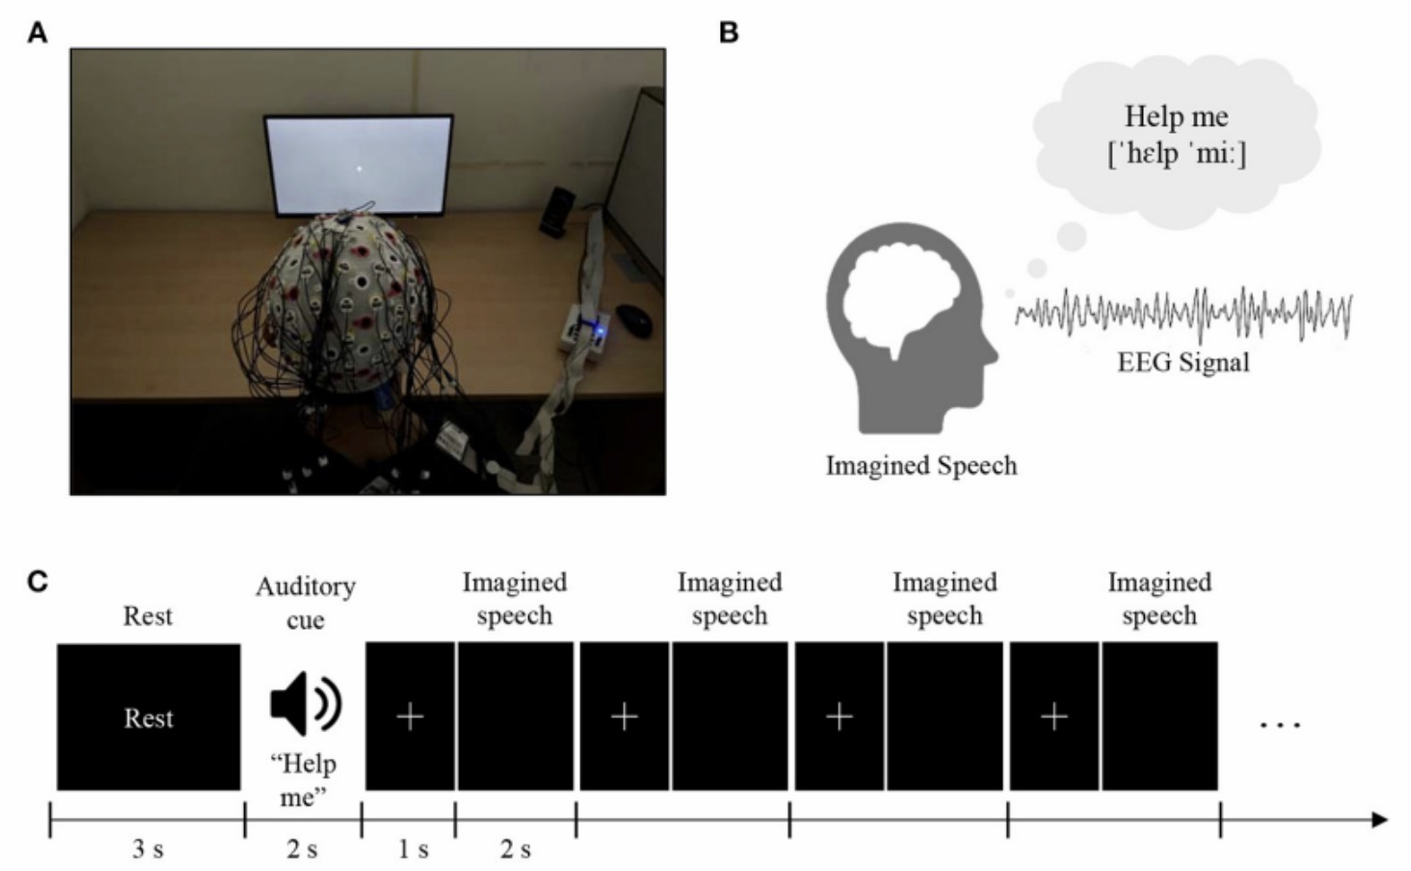 A
B
Help me
[ˈhɛlp ˈmiː]
EEG Signal
Imagined Speech
C
Rest
Auditory
cue
Imagined
speech
Imagined
speech
Imagined
speech
Imagined
speech
Rest
“Help
me”
...
3 s
2 s
1 s
2 s